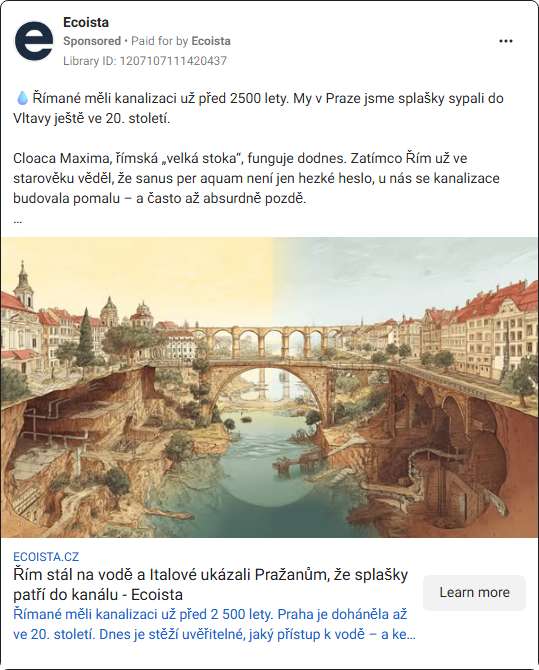 Ecoista
Sponsored • Paid for by Ecoista
Library ID: 1207107111420437
💧Římané měli kanalizaci už před 2500 lety. My v Praze jsme splašky sypali do
Vltavy ještě ve 20. století.
Cloaca Maxima, římská „velká stoka“, funguje dodnes. Zatímco Řím už ve
starověku věděl, že sanus per aquam není jen hezké heslo, u nás se kanalizace
budovala pomalu – a často až absurdně pozdě.
...
ECOISTA.CZ
Řím stál na vodě a Italové ukázali Pražanům, že splašky
patří do kanálu - Ecoista
Learn more
Římané měli kanalizaci už před 2 500 lety. Praha je doháněla až
ve 20. století. Dnes je stěží uvěřitelné, jaký přístup k vodě – a ke...